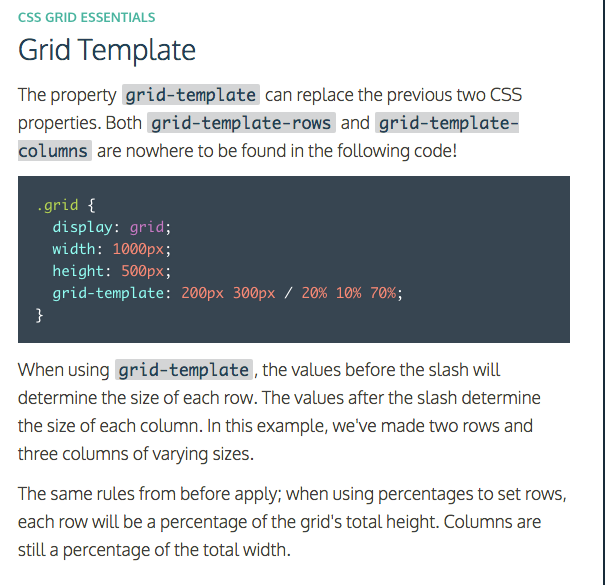 CSS GRID ESSENTIALS
Grid Template
The property grid-template can replace the previous two CSS
properties. Both grid-template-rows and grid-template-
columns are nowhere to be found in the following code!
.grid {
  display: grid;
  width: 1000px;
  height: 500px;
  grid-template: 200px 300px / 20% 10% 70%;
}
When using grid-template, the values before the slash will
determine the size of each row. The values after the slash determine
the size of each column. In this example, we've made two rows and
three columns of varying sizes.
The same rules from before apply; when using percentages to set rows,
each row will be a percentage of the grid's total height. Columns are
still a percentage of the total width.